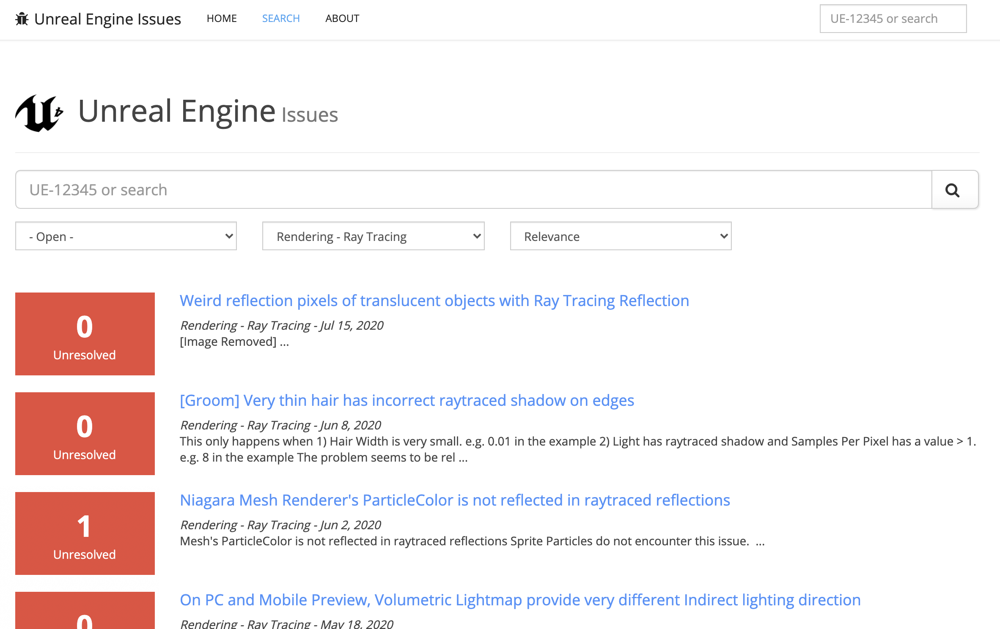 Unreal Engine Issues HOME SEARCH ABOUT UE-12345 or search
Unreal Engine Issues
UE-12345 or search
- Open - Rendering - Ray Tracing Relevance
0
Unresolved
Weird reflection pixels of translucent objects with Ray Tracing Reflection
Rendering - Ray Tracing - Jul 15, 2020
[Image Removed] ...
0
Unresolved
[Groom] Very thin hair has incorrect raytraced shadow on edges
Rendering - Ray Tracing - Jun 8, 2020
This only happens when 1) Hair Width is very small. e.g. 0.01 in the example 2) Light has raytraced shadow and Samples Per Pixel has a value > 1.
e.g. 8 in the example The problem seems to be rel ...
1
Unresolved
Niagara Mesh Renderer's ParticleColor is not reflected in raytraced reflections
Rendering - Ray Tracing - Jun 2, 2020
Mesh's ParticleColor is not reflected in raytraced reflections Sprite Particles do not encounter this issue.  ...
0
On PC and Mobile Preview, Volumetric Lightmap provide very different Indirect lighting direction
Rendering - Ray Tracing - May 18, 2020